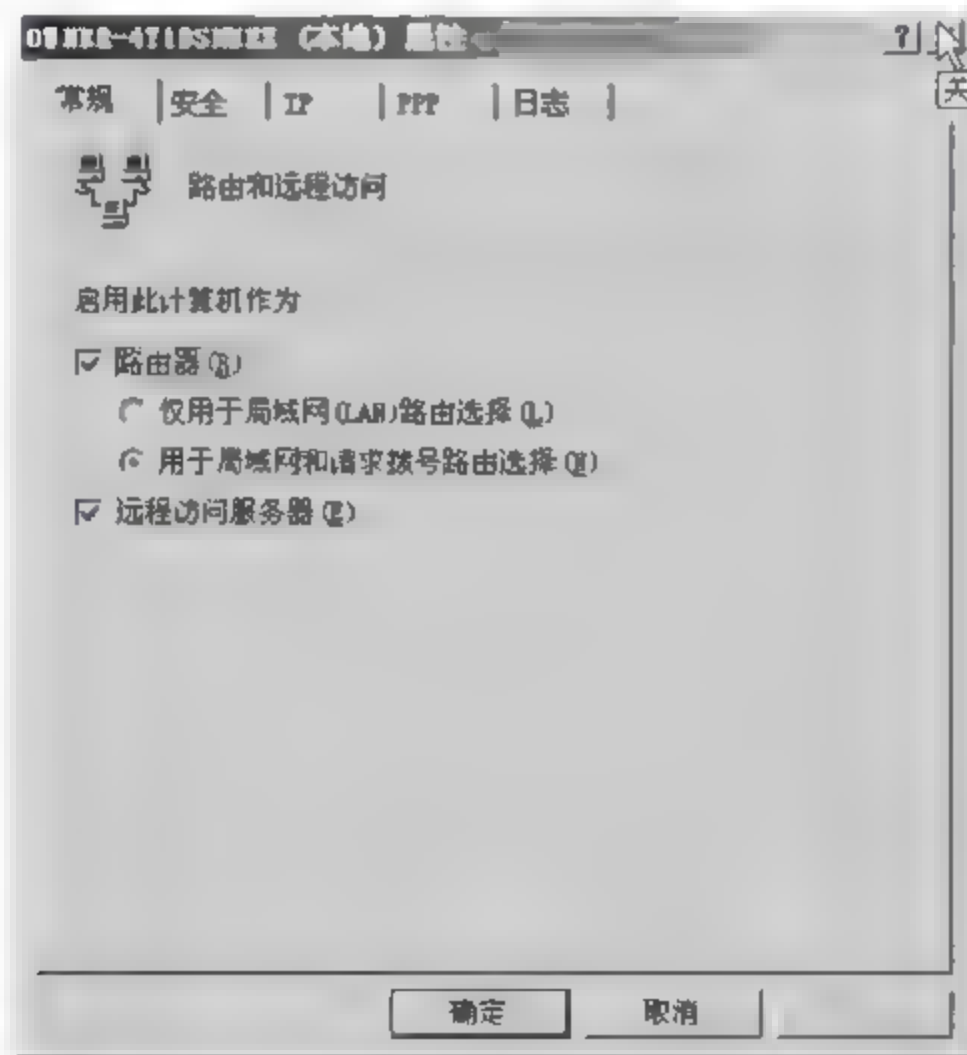 （本地）属性
?
关
常规 安全 IP PPP 日志
路由和远程访问
启用此计算机作为
路由器(R)
仅用于局域网(LAN)路由选择(L)
用于局域网和请求拨号路由选择(N)
远程访问服务器(E)
确定 取消